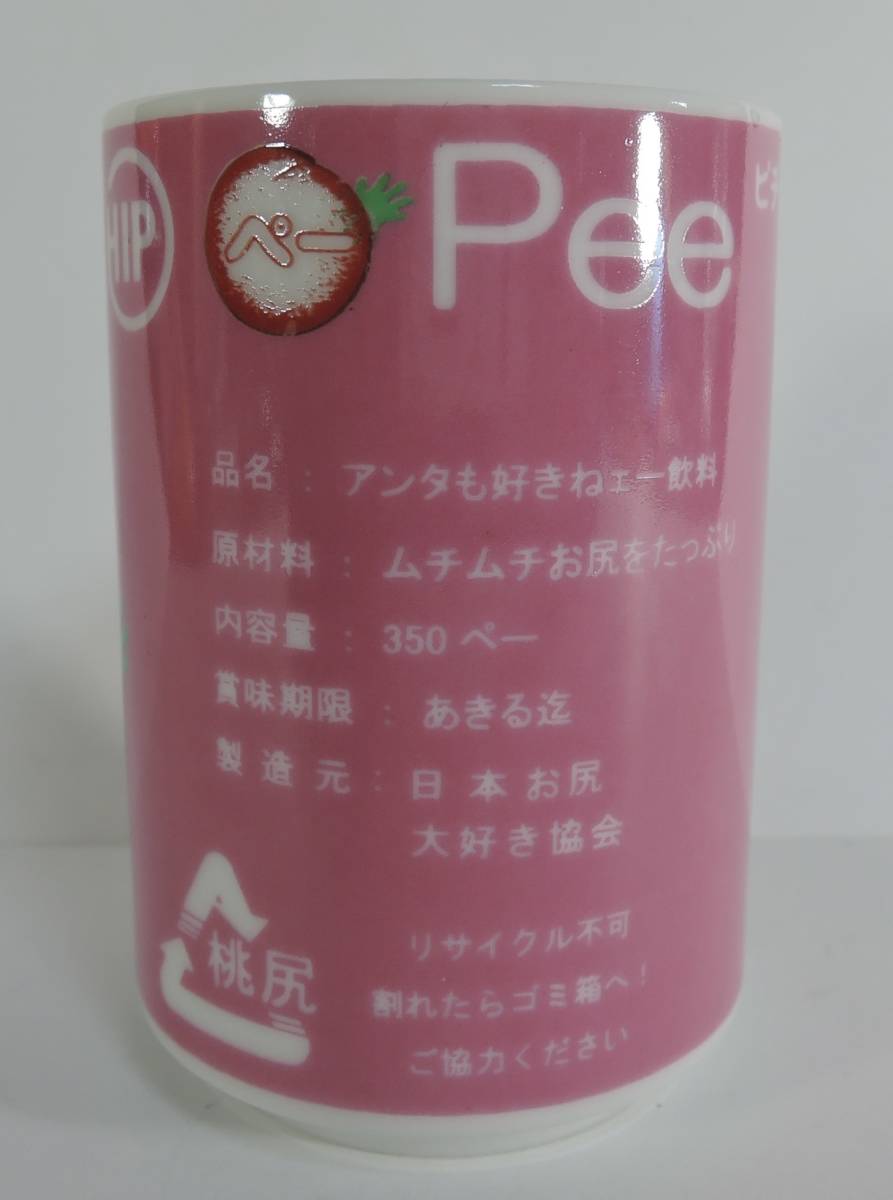 HIP
ペー
Pee
ピチ
品名 : アンタも好きねェー飲料
原材料 : ムチムチお尻をたっぷり
内容量 : 350 ペー
賞味期限 : あきる迄
製造元 : 日本お尻
大好き協会
桃尻
リサイクル不可
割れたらゴミ箱へ!
ご協力ください